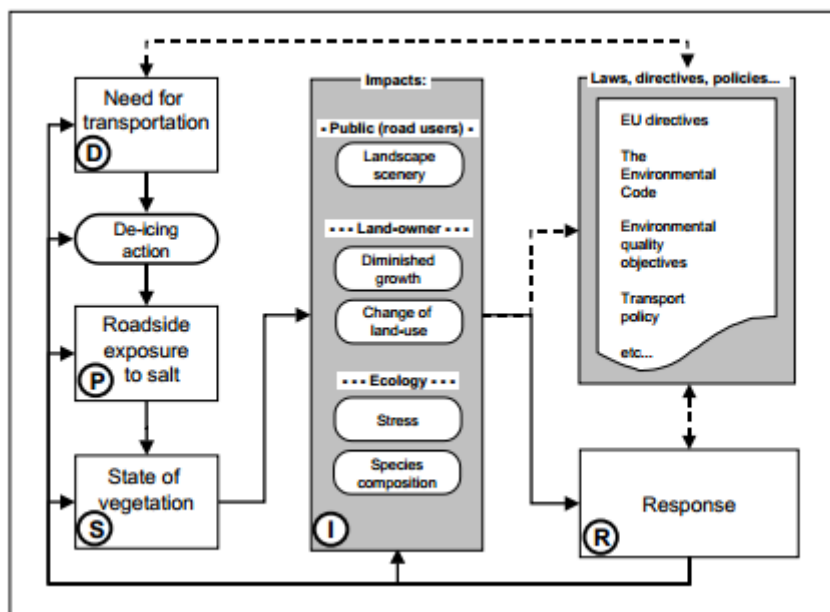 Need for
transportation
D
De-icing
action
Roadside
exposure
to salt
P
State of
vegetation
S
Impacts:
- Public (road users) -
Landscape
scenery
- - - Land-owner - - -
Diminished
growth
Change of
land-use
- - - Ecology - - -
Stress
Species
composition
I
Laws, directives, policies...
EU directives
The
Environmental
Code
Environmental
quality
objectives
Transport
policy
etc...
Response
R